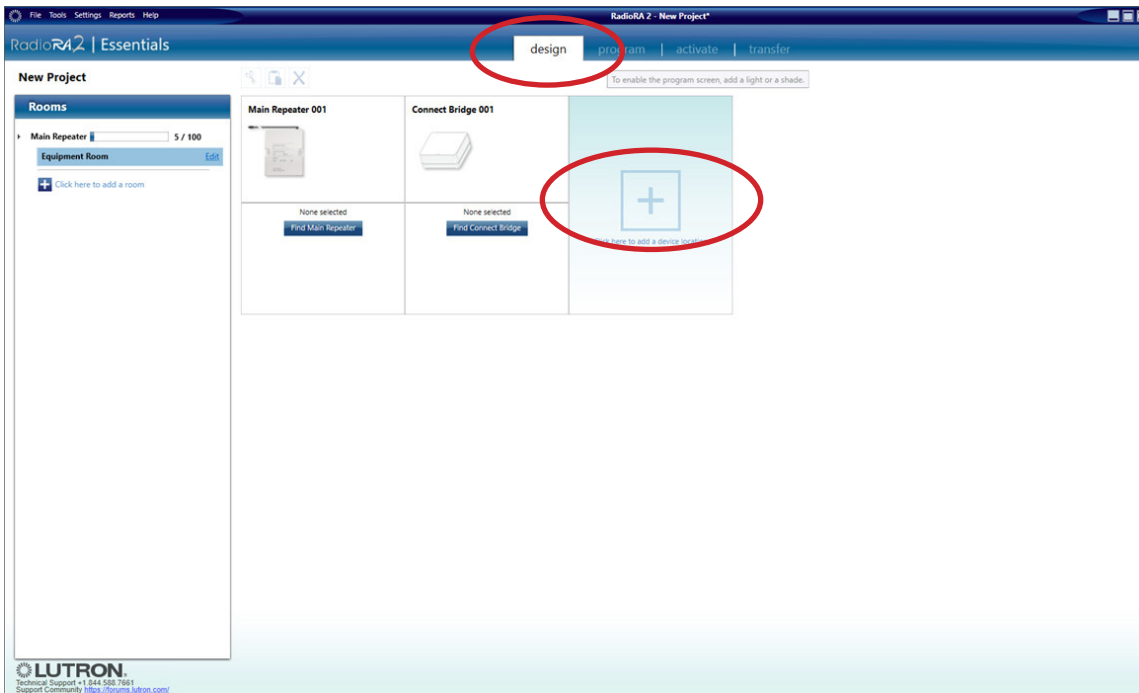 File Tools Settings Reports Help
RadioRA 2 - New Project*
RadioRA2 | Essentials
design
program | activate | transfer
New Project
To enable the program screen, add a light or a shade.
Rooms
Main Repeater 5 / 100
Equipment Room Edit
Click here to add a room
Main Repeater 001
Connect Bridge 001
None selected
Find Main Repeater
None selected
Find Connect Bridge
Click here to add a device location
LUTRON.
Technical Support +1.844.588.7661
Support Community https://forums.lutron.com/